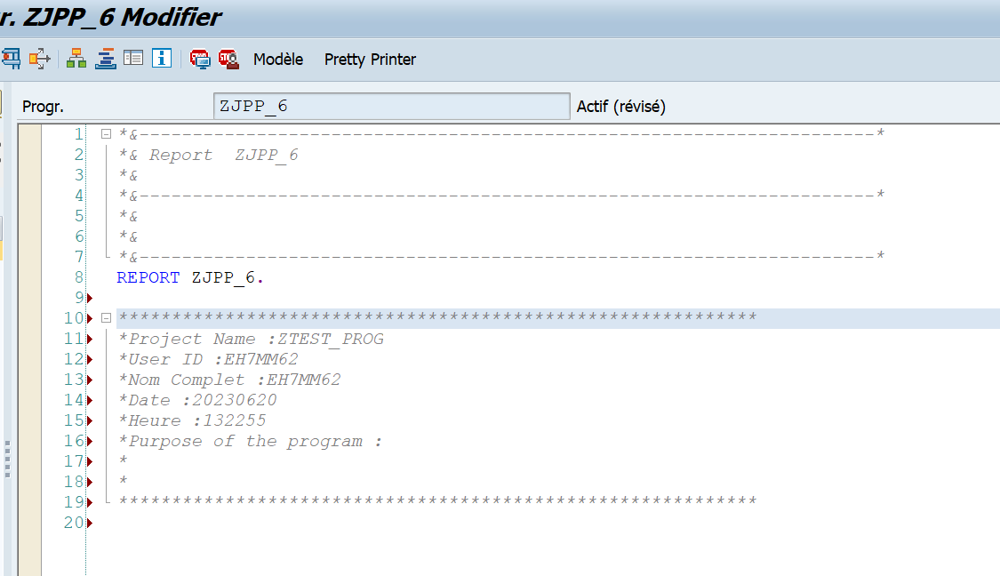 r. ZJPP_6 Modifier
Modèle Pretty Printer
Progr. ZJPP_6 Actif (révisé)
1 *&---------------------------------------------------------------------*
2 *& Report  ZJPP_6
3 *&
4 *&---------------------------------------------------------------------*
5 *&
6 *&
7 *&---------------------------------------------------------------------*
8 REPORT ZJPP_6.
9
10 ************************************************************
11 *Project Name :ZTEST_PROG
12 *User ID :EH7MM62
13 *Nom Complet :EH7MM62
14 *Date :20230620
15 *Heure :132255
16 *Purpose of the program :
17 *
18 *
19 ************************************************************
20